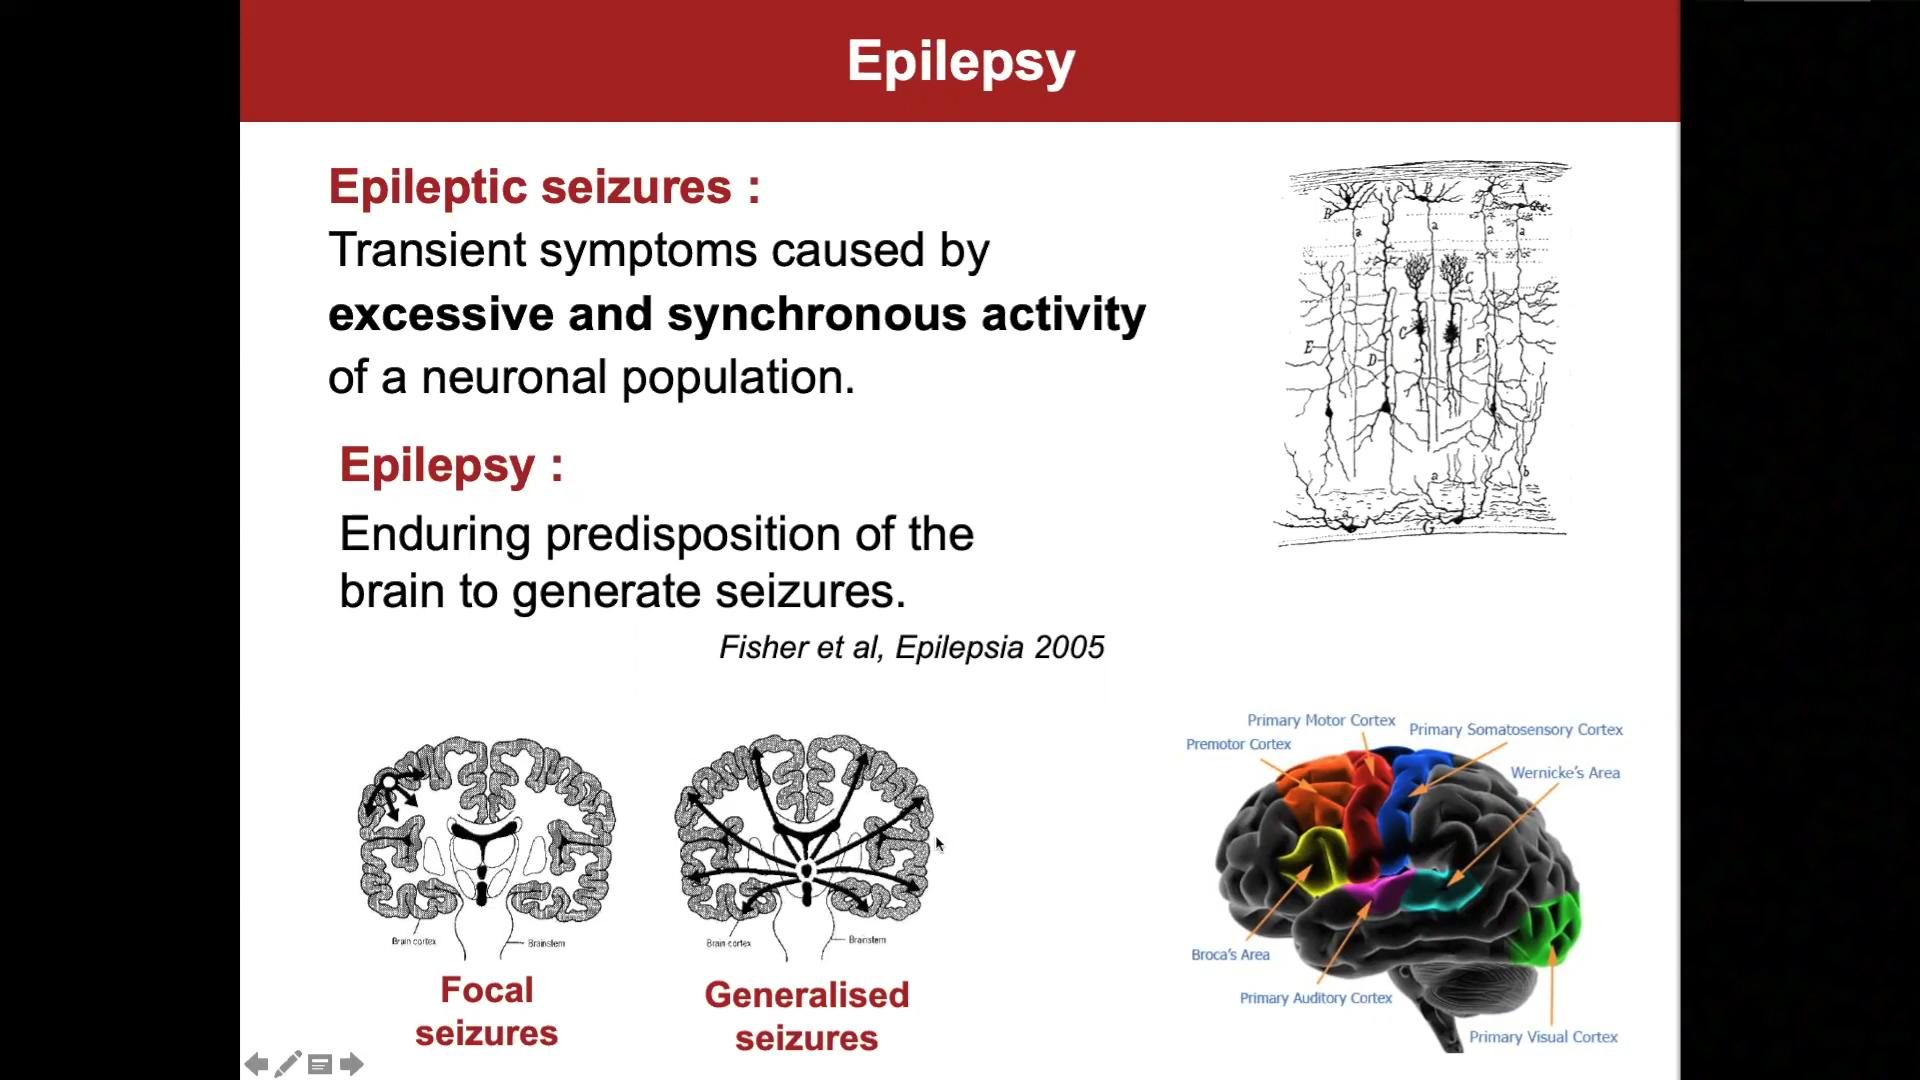 Epilepsy
Epileptic seizures :
Transient symptoms caused by
excessive and synchronous activity
of a neuronal population.
Epilepsy :
Enduring predisposition of the
brain to generate seizures.
Fisher et al, Epilepsia 2005
B
B
A
a
a
a
a
a
C
C
E
D
F
a
b
a
G
Brain cortex
Brainstem
Focal
seizures
Brain cortex
Brainstem
Generalised
seizures
Primary Motor Cortex
Primary Somatosensory Cortex
Premotor Cortex
Wernicke's Area
Broca's Area
Primary Auditory Cortex
Primary Visual Cortex